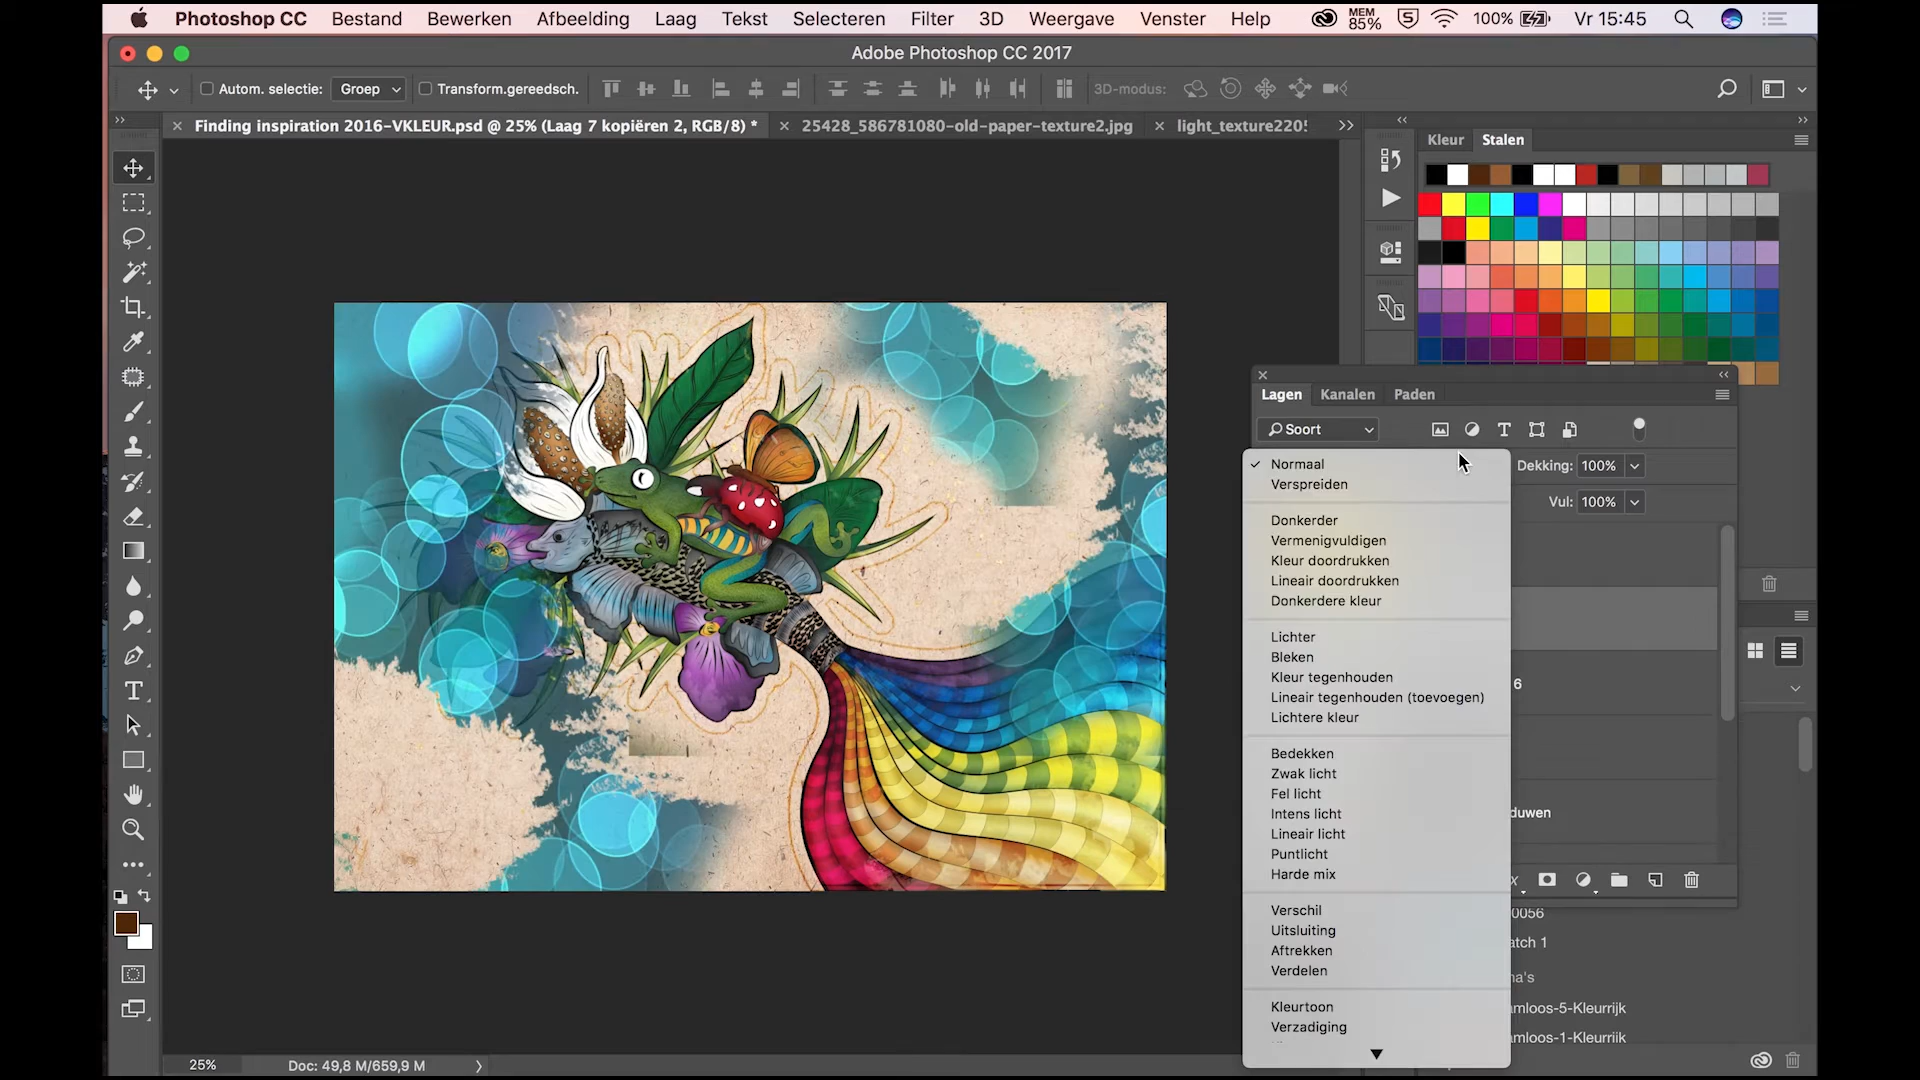 Photoshop CC Bestand Bewerken Afbeelding Laag Tekst Selecteren Filter 3D Weergave Venster Help MEM 85% 5 100% Vr 15:45
Adobe Photoshop CC 2017
Autom. selectie: Groep Transform.gereedsch. 3D-modus:
Finding inspiration 2016-VKLEUR.psd @ 25% (Laag 7 kopiëren 2, RGB/8) * 25428_586781080-old-paper-texture2.jpg light_texture2205
Kleur Stalen
Lagen Kanalen Paden
Soort
Normaal Dekking: 100%
Verspreiden
Vul: 100%
Donkerder
Vermenigvuldigen
Kleur doordrukken
Lineair doordrukken
Donkerdere kleur
Lichter
Bleken
Kleur tegenhouden
6
Lineair tegenhouden (toevoegen)
Lichtere kleur
Bedekken
Zwak licht
Fel licht
Intens licht
duwen
Lineair licht
Puntlicht
Harde mix
Verschil
0056
Uitsluiting
atch 1
Aftrekken
Verdelen
na's
Kleurtoon
amloos-5-Kleurrijk
Verzadiging
amloos-1-Kleurrijk
25% Doc: 49,8 M/659,9 M